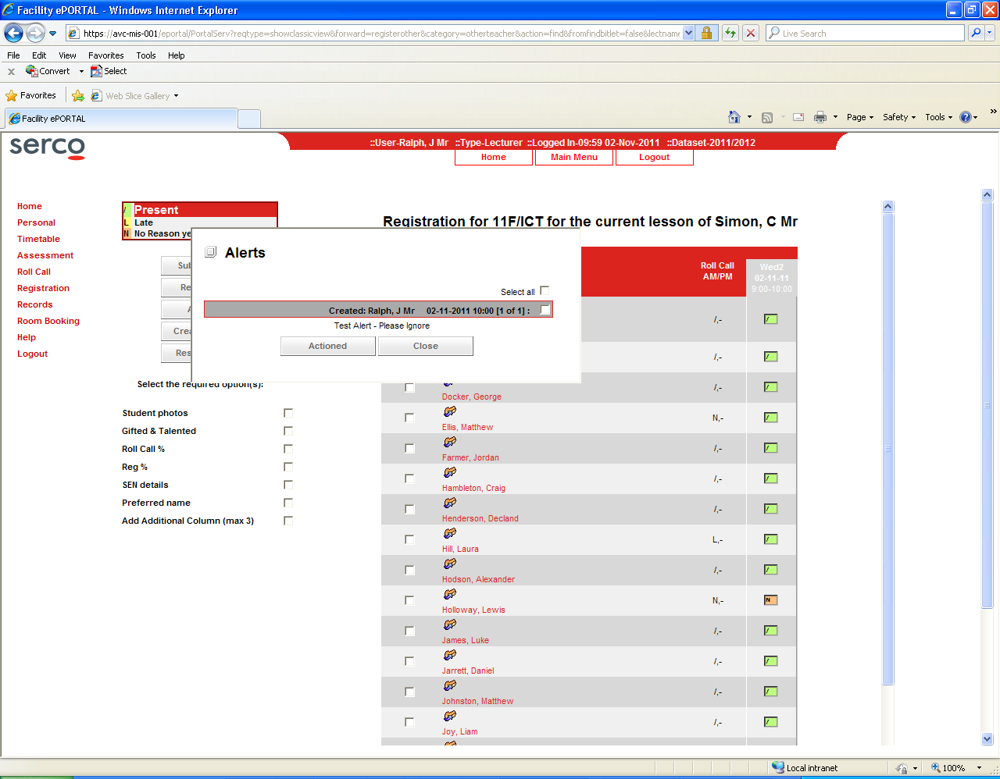 Facility ePORTAL - Windows Internet Explorer
https://avc-mis-001/eportal/PortalServ?reqtype=showclassicview&forward=registerother&category=otherteacher&action=find&fromfindbitlet=false&lectname
Live Search
File Edit View Favorites Tools Help
x Convert Select
Favorites Web Slice Gallery
Facility ePORTAL
Page Safety Tools
serco
::User-Ralph, J Mr ::Type-Lecturer ::Logged In-09:59 02-Nov-2011 ::Dataset-2011/2012
Home Main Menu Logout
Home
Personal
Timetable
Assessment
Roll Call
Registration
Records
Room Booking
Help
Logout
/ Present
L Late
N No Reason ye
Sub
Re
A
Crea
Res
Select the required option(s):
Student photos
Gifted & Talented
Roll Call %
Reg %
SEN details
Preferred name
Add Additional Column (max 3)
Alerts
Select all
Created: Ralph, J Mr 02-11-2011 10:00 [1 of 1] :
Test Alert - Please Ignore
Actioned Close
Registration for 11F/ICT for the current lesson of Simon, C Mr
Roll Call
AM/PM
Wed2
02-11-11
9:00-10:00
/,- /
/,- /
/,- /
Docker, George
N,- /
Ellis, Matthew
/,- /
Farmer, Jordan
/,- /
Hambleton, Craig
/,- /
Henderson, Decland
L,- /
Hill, Laura
/,- /
Hodson, Alexander
N,- N
Holloway, Lewis
/,- /
James, Luke
/,- /
Jarrett, Daniel
/,- /
Johnston, Matthew
/,- /
Joy, Liam
Local intranet 100%